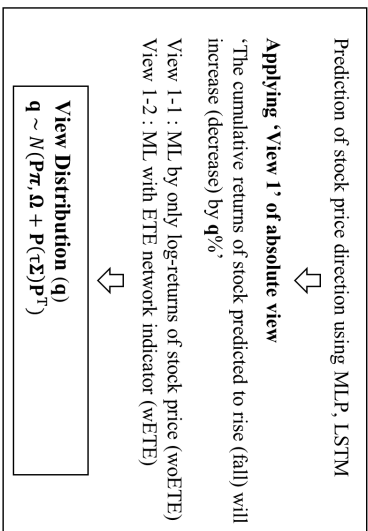 Prediction of stock price direction using MLP, LSTM
Applying ‘View 1’ of absolute view
‘The cumulative returns of stock predicted to rise (fall) will
increase (decrease) by q%’
View 1-1 : ML by only log-returns of stock price (woETE)
View 1-2 : ML with ETE network indicator (wETE)
View Distribution (q)
q ~ N(Pπ, Ω + P(τΣ)Pᵀ)